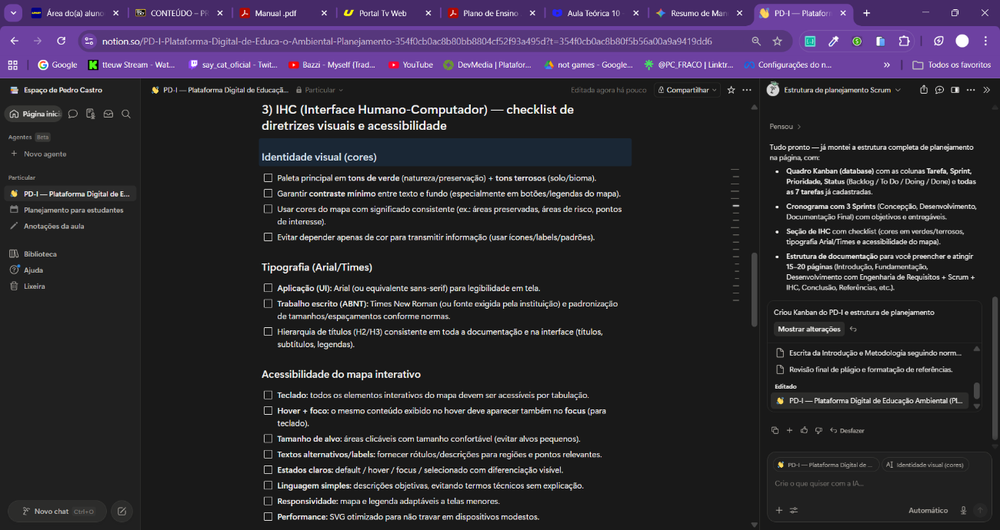 Área do(a) aluno
CONTEÚDO – PR
Manual .pdf
Portal Tv Web
Plano de Ensino
Aula Teórica 10
Resumo de Man
PD-I — Platafor
notion.so/PD-I-Plataforma-Digital-de-Educa-o-Ambiental-Planejamento-354f0cb0ac8b80bb8804cf52f93a495d?t=354f0cb0ac8b80f5b56a00a9a9419dd6
Google
tteuw Stream - Wat...
say_cat_oficial - Twit...
Bazzi - Myself (Trad...
YouTube
DevMedia | Platafor...
not games - Google...
@PC_FRACO | Linktr...
Configurações do n...
Todos os favoritos
Espaço de Pedro Castro
Página inici
Agentes Beta
Novo agente
Particular
PD-I — Plataforma Digital de E...
Planejamento para estudantes
Anotações da aula
Biblioteca
Ajuda
Lixeira
Novo chat Ctrl+O
PD-I — Plataforma Digital de Educaçã...
Particular
Editada agora há pouco
Compartilhar
3) IHC (Interface Humano-Computador) — checklist de
diretrizes visuais e acessibilidade
Identidade visual (cores)
Paleta principal em tons de verde (natureza/preservação) + tons terrosos (solo/bioma).
Garantir contraste mínimo entre texto e fundo (especialmente em botões/legendas do mapa).
Usar cores do mapa com significado consistente (ex.: áreas preservadas, áreas de risco, pontos
de interesse).
Evitar depender apenas de cor para transmitir informação (usar ícones/labels/padrões).
Tipografia (Arial/Times)
Aplicação (UI): Arial (ou equivalente sans-serif) para legibilidade em tela.
Trabalho escrito (ABNT): Times New Roman (ou fonte exigida pela instituição) e padronização
de tamanhos/espaçamentos conforme normas.
Hierarquia de títulos (H2/H3) consistente em toda a documentação e na interface (títulos,
subtítulos, legendas).
Acessibilidade do mapa interativo
Teclado: todos os elementos interativos do mapa devem ser acessíveis por tabulação.
Hover + foco: o mesmo conteúdo exibido no hover deve aparecer também no focus (para
teclado).
Tamanho de alvo: áreas clicáveis com tamanho confortável (evitar alvos pequenos).
Textos alternativos/labels: fornecer rótulos/descrições para regiões e pontos relevantes.
Estados claros: default / hover / focus / selecionado com diferenciação visível.
Linguagem simples: descrições objetivas, evitando termos técnicos sem explicação.
Responsividade: mapa e legenda adaptáveis a telas menores.
Performance: SVG otimizado para não travar em dispositivos modestos.
Estrutura de planejamento Scrum
Pensou
Tudo pronto — já montei a estrutura completa de planejamento
na página, com:
Quadro Kanban (database) com as colunas Tarefa, Sprint,
Prioridade, Status (Backlog / To Do / Doing / Done) e todas
as 7 tarefas já cadastradas.
Cronograma com 3 Sprints (Concepção, Desenvolvimento,
Documentação Final) com objetivos e entregáveis.
Seção de IHC com checklist (cores em verdes/terrosos,
tipografia Arial/Times e acessibilidade do mapa).
Estrutura de documentação para você preencher e atingir
15–20 páginas (Introdução, Fundamentação,
Desenvolvimento com Engenharia de Requisitos + Scrum +
IHC, Conclusão, Referências, etc.).
Criou Kanban do PD-I e estrutura de planejamento
Mostrar alterações
Escrita da Introdução e Metodologia seguindo norm...
Revisão final de plágio e formatação de referências.
Editado
PD-I — Plataforma Digital de Educação Ambiental (Pl...
Desfazer
PD-I — Plataforma Digital de ...
Identidade visual (cores)
Crie o que quiser com a IA...
Automático